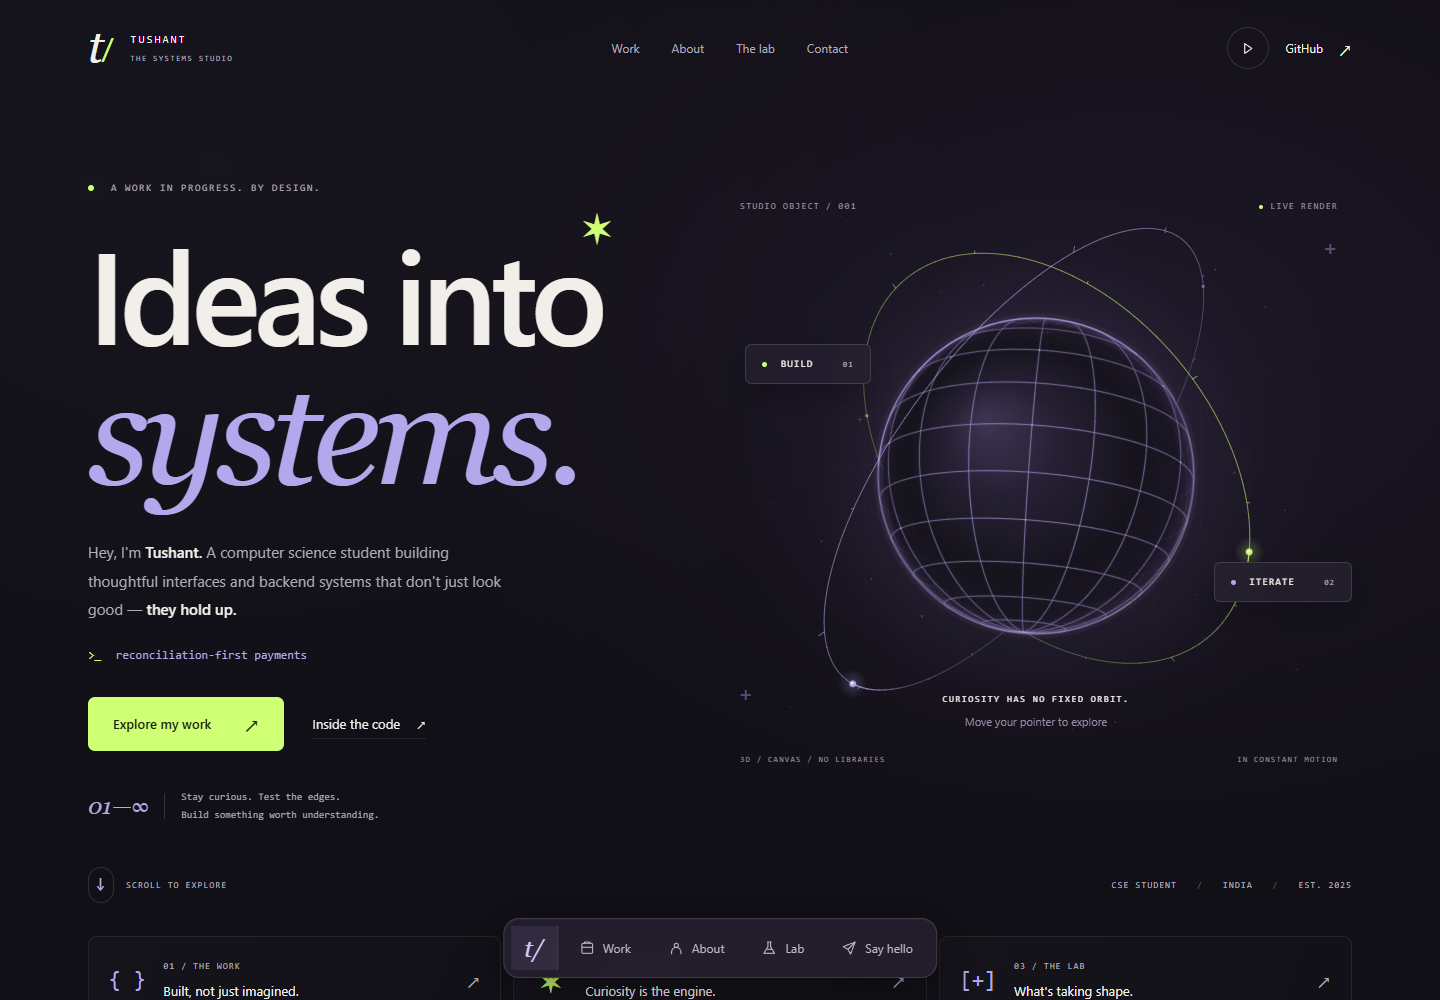 t/
TUSHANT
THE SYSTEMS STUDIO
Work
About
The lab
Contact
GitHub ↗
A WORK IN PROGRESS. BY DESIGN.
Ideas into
systems.
Hey, I'm Tushant. A computer science student building
thoughtful interfaces and backend systems that don't just look
good — they hold up.
>_ reconciliation-first payments
Explore my work ↗
Inside the code ↗
01—∞
Stay curious. Test the edges.
Build something worth understanding.
STUDIO OBJECT / 001
LIVE RENDER
BUILD 01
ITERATE 02
CURIOSITY HAS NO FIXED ORBIT.
Move your pointer to explore
3D / CANVAS / NO LIBRARIES
IN CONSTANT MOTION
SCROLL TO EXPLORE
CSE STUDENT / INDIA / EST. 2025
{ }
01 / THE WORK
Built, not just imagined. ↗
Curiosity is the engine. ↗
[+]
03 / THE LAB
What's taking shape. ↗
t/
Work
About
Lab
Say hello